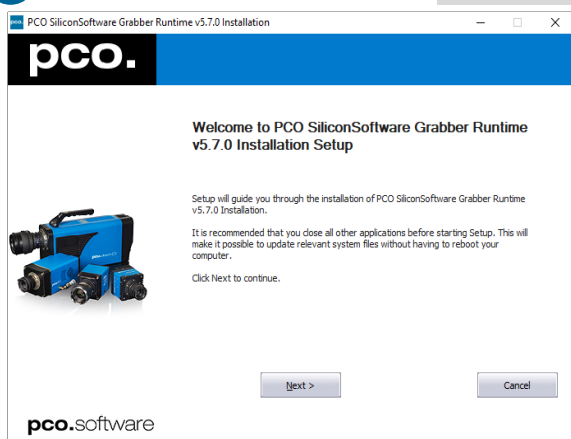 pco. PCO SiliconSoftware Grabber Runtime v5.7.0 Installation
pco.
Welcome to PCO SiliconSoftware Grabber Runtime
v5.7.0 Installation Setup
Setup will guide you through the installation of PCO SiliconSoftware Grabber Runtime
v5.7.0 Installation.
It is recommended that you close all other applications before starting Setup. This will
make it possible to update relevant system files without having to reboot your
computer.
Click Next to continue.
Next >
Cancel
pco.software